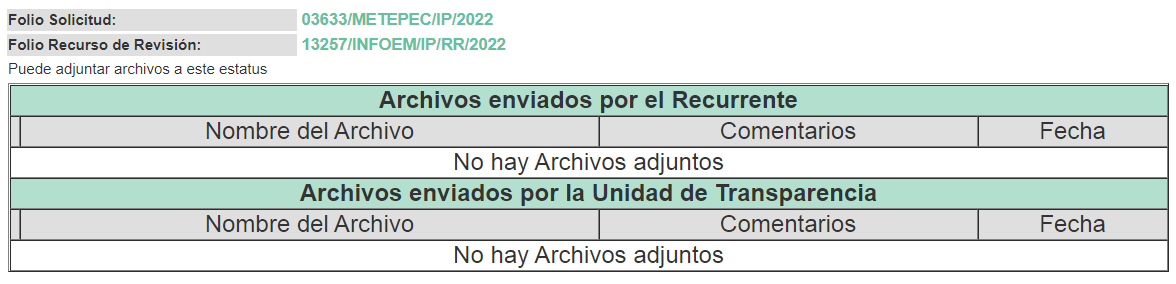 Folio Solicitud: 03633/METEPEC/IP/2022
Folio Recurso de Revisión: 13257/INFOEM/IP/RR/2022
Puede adjuntar archivos a este estatus
Archivos enviados por el Recurrente
Nombre del Archivo Comentarios Fecha
No hay Archivos adjuntos
Archivos enviados por la Unidad de Transparencia
Nombre del Archivo Comentarios Fecha
No hay Archivos adjuntos